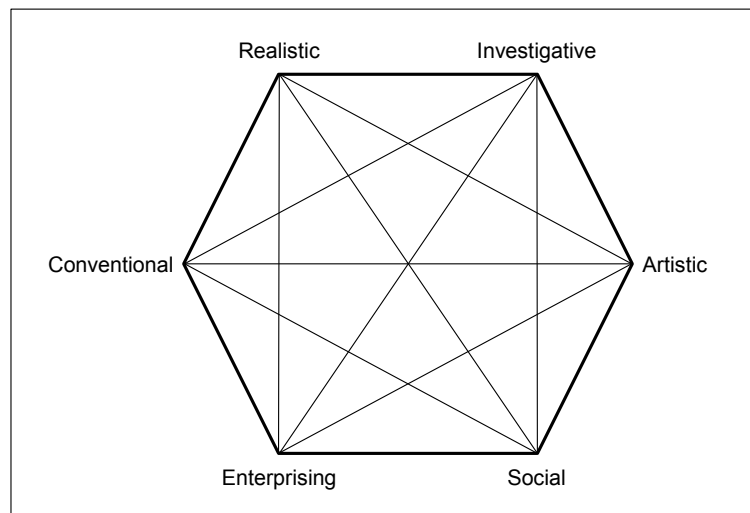 Realistic
Investigative
Conventional
Artistic
Enterprising
Social